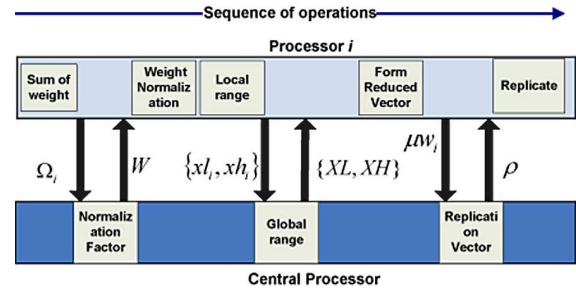 Sequence of operations
Processor i
Sum of
weight
Weight
Normaliz
ation
Local
range
Form
Reduced
Vector
Replicate
Ωᵢ
W
{xlᵢ, xhᵢ}
{XL, XH}
μwᵢ
ρ
Normaliz
ation
Factor
Global
range
Replicati
on
Vector
Central Processor